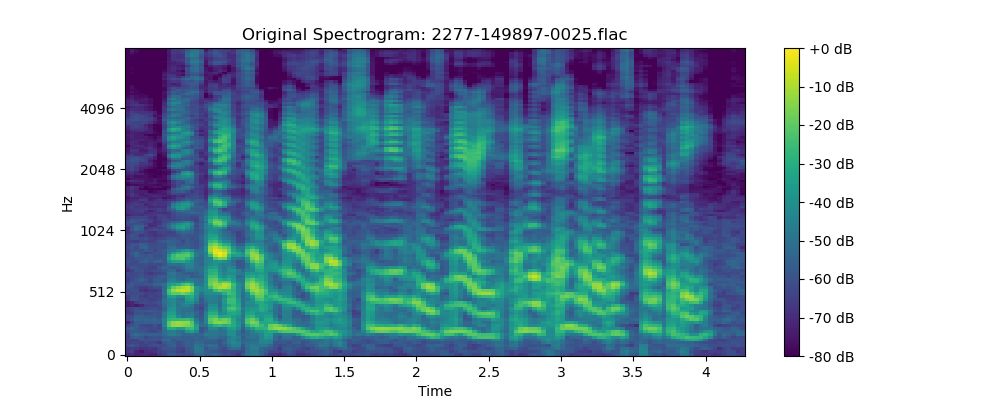 Original Spectrogram: 2277-149897-0025.flac
Hz
4096
2048
1024
512
0
0 0.5 1 1.5 2 2.5 3 3.5 4
Time
+0 dB
-10 dB
-20 dB
-30 dB
-40 dB
-50 dB
-60 dB
-70 dB
-80 dB